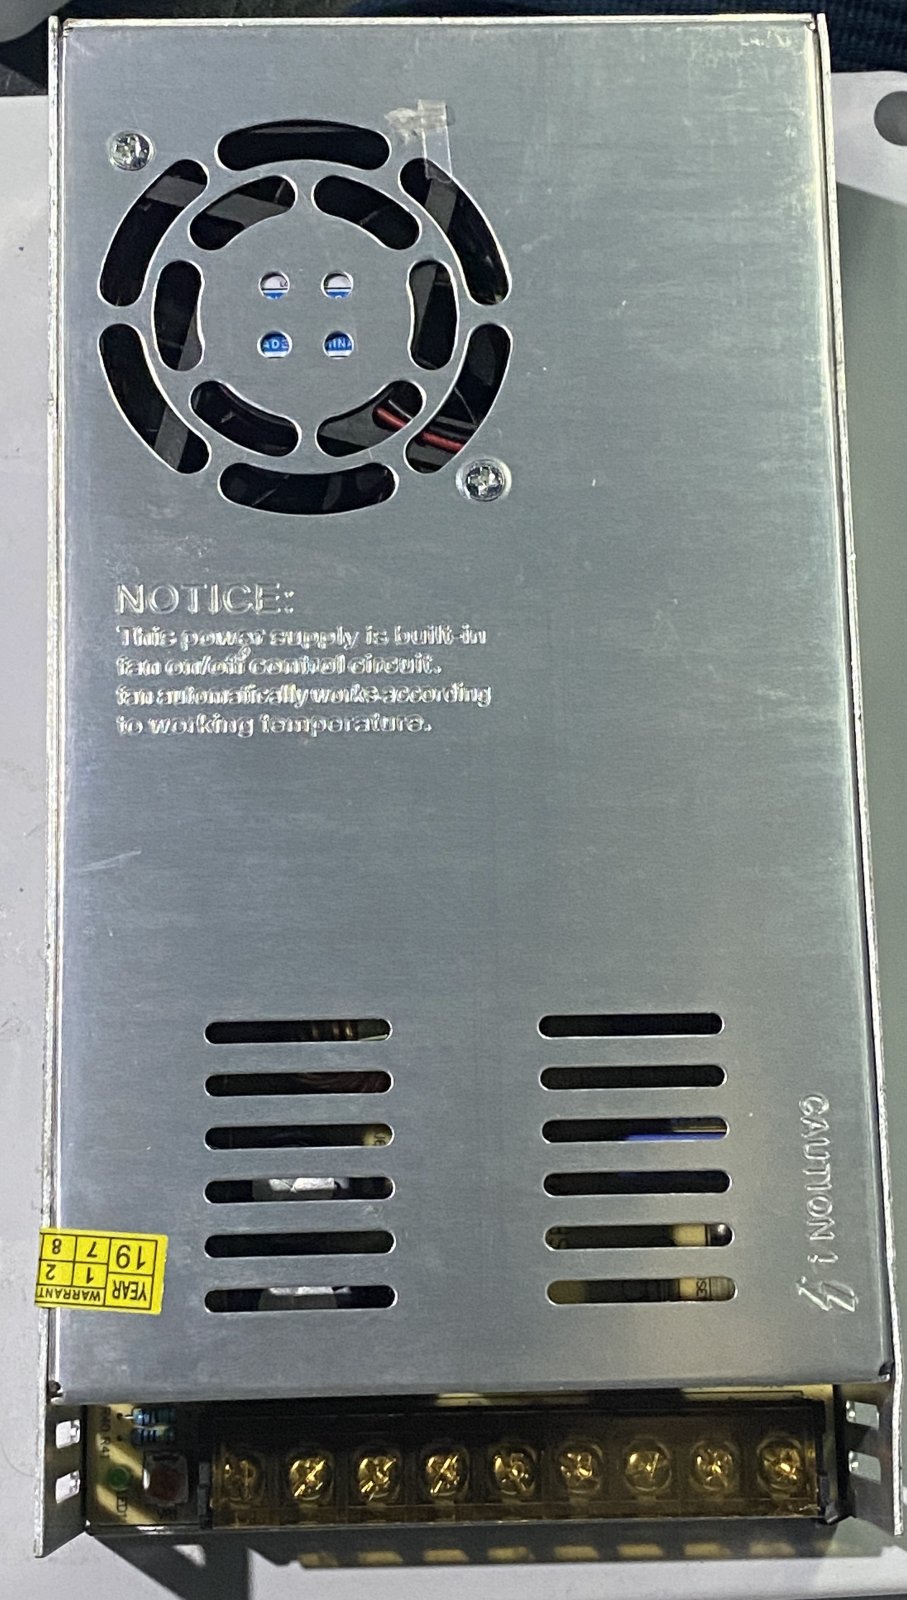 NOTICE:
This power supply is built-in
fan on/off control circuit.
fan automatically works according
to working temperature.
CAUTION !
YEAR
WARRANT
1 2
19 7 8